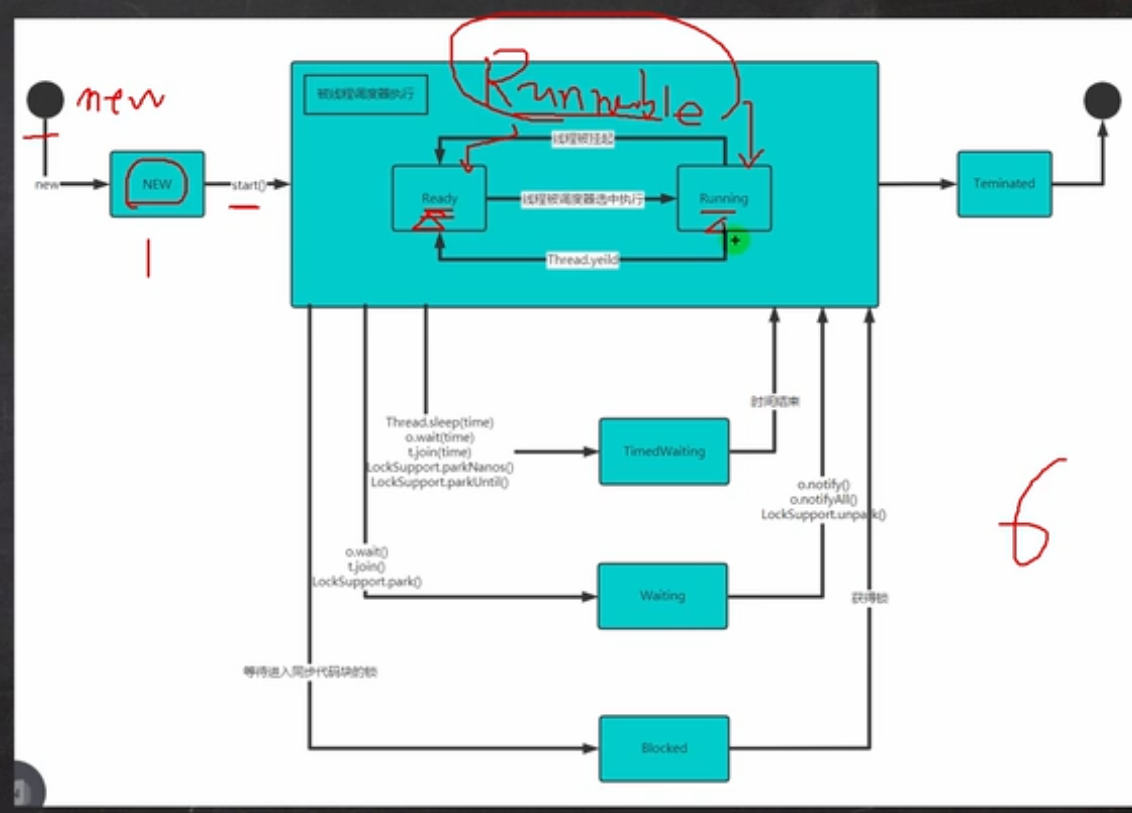 new
Runnable
被线程调度器执行
线程被挂起
new
NEW
start()
Ready
线程被调度器选中执行
Running
Teminated
Thread.yeild
1
Thread.sleep(time)
o.wait(time)
t.join(time)
LockSupport.parkNanos()
LockSupport.parkUntil()
TimedWaiting
时间结束
o.notify()
o.notifyAll()
LockSupport.unpark()
6
o.wait()
t.join()
LockSupport.park()
Waiting
获得锁
等待进入同步代码块的锁
Blocked